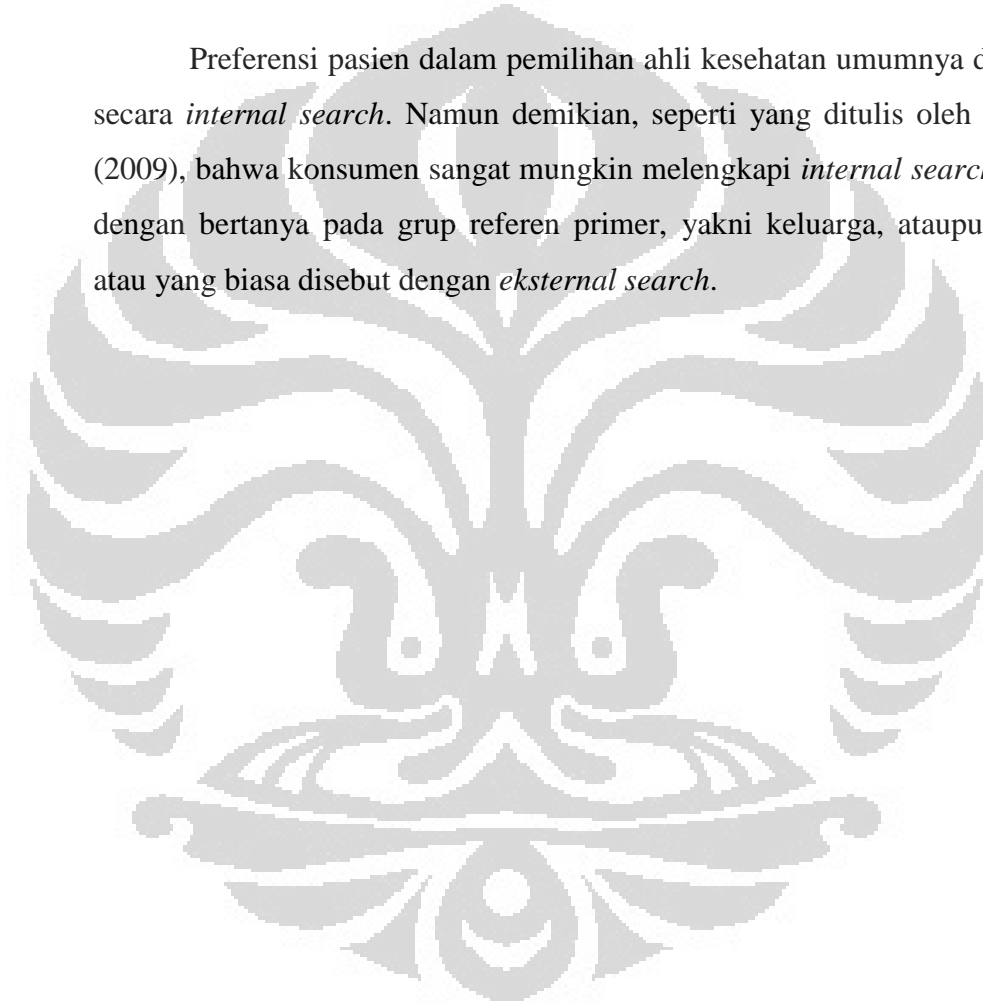 Preferensi pasien dalam pemilihan ahli kesehatan umumnya
secara internal search. Namun demikian, seperti yang ditulis oleh
(2009), bahwa konsumen sangat mungkin melengkapi internal search
dengan bertanya pada grup referen primer, yakni keluarga,
atau yang biasa disebut dengan eksternal search.